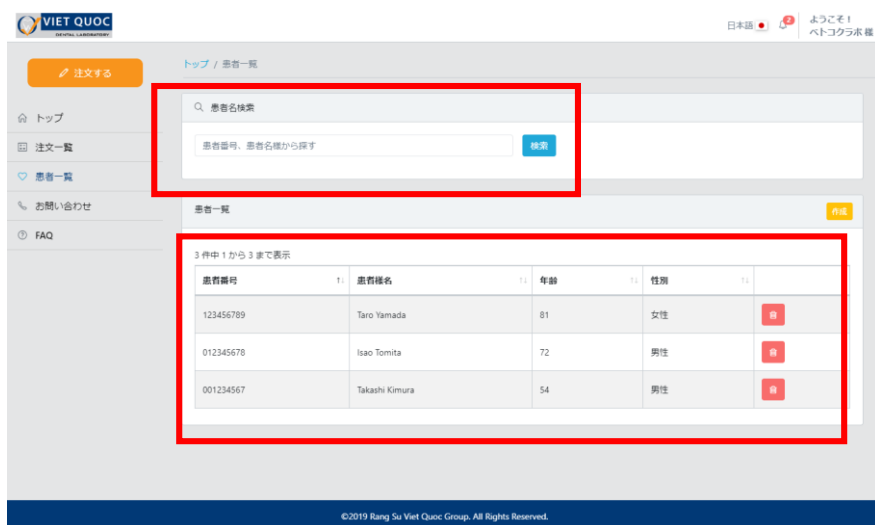 VIET QUOC
DENTAL LABORATORY
日本語
2
ようこそ！
ベトコクラボ 様
注文する
トップ / 患者一覧
トップ
注文一覧
患者一覧
お問い合わせ
FAQ
患者名検索
患者番号、患者名様から探す
検索
患者一覧
作成
3 件中 1 から 3 まで表示
患者番号 患者様名 年齢 性別
123456789 Taro Yamada 81 女性
012345678 Isao Tomita 72 男性
001234567 Takashi Kimura 54 男性
©2019 Rang Su Viet Quoc Group. All Rights Reserved.